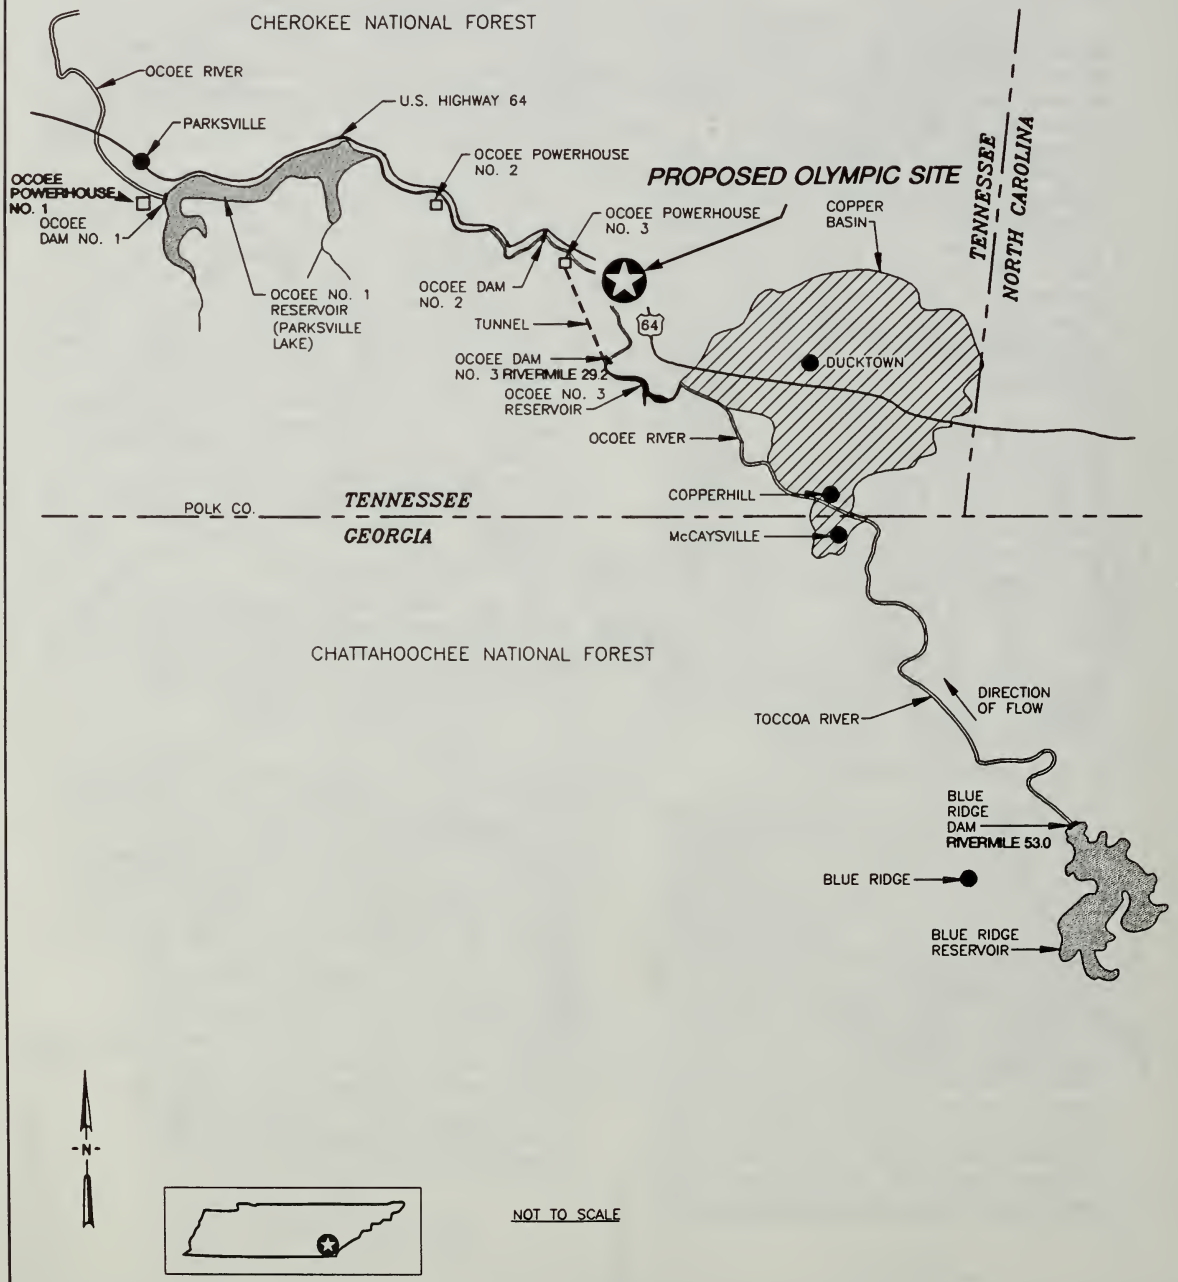 CHEROKEE NATIONAL FOREST
OCOEE RIVER
U.S. HIGHWAY 64
PARKSVILLE
OCOEE POWERHOUSE
NO. 2
PROPOSED OLYMPIC SITE
TENNESSEE
NORTH CAROLINA
OCOEE
POWERHOUSE
NO. 1
OCOEE
DAM NO. 1
OCOEE POWERHOUSE
NO. 3
COPPER
BASIN
OCOEE NO. 1
RESERVOIR
(PARKSVILLE
LAKE)
OCOEE DAM
NO. 2
TUNNEL
64
OCOEE DAM
NO. 3 RIVERMILE 29.2
DUCKTOWN
OCOEE NO. 3
RESERVOIR
OCOEE RIVER
COPPERHILL
POLK CO.
TENNESSEE
GEORGIA
McCAYSVILLE
CHATTAHOOCHEE NATIONAL FOREST
DIRECTION
OF FLOW
TOCCOA RIVER
BLUE
RIDGE
DAM
RIVERMILE 53.0
BLUE RIDGE
BLUE RIDGE
RESERVOIR
-N-
NOT TO SCALE